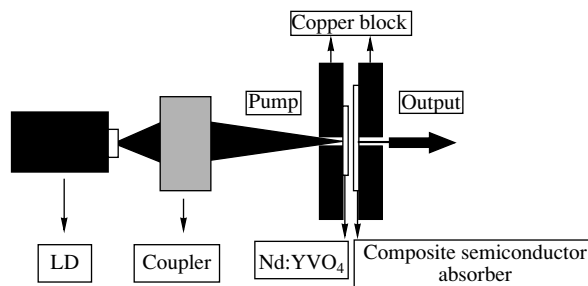 Copper block
Pump
Output
LD
Coupler
Nd:YVO₄
Composite semiconductor
absorber